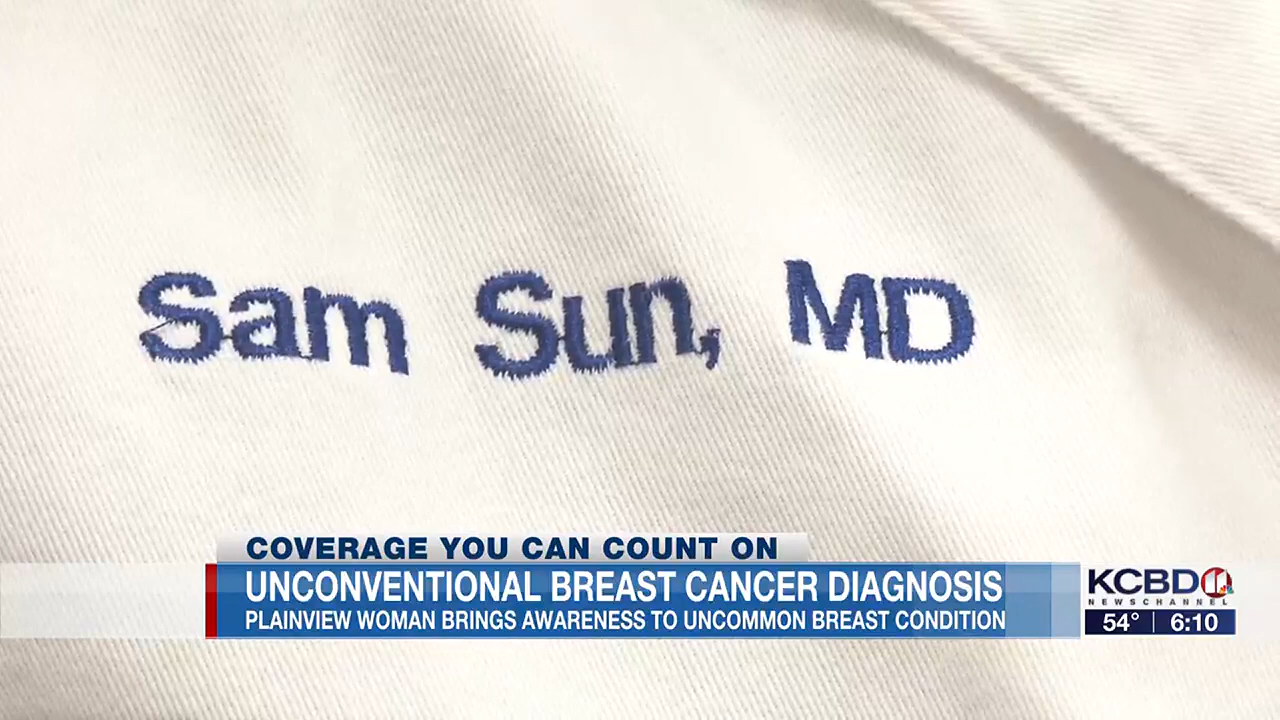 Sam Sun, MD
COVERAGE YOU CAN COUNT ON
UNCONVENTIONAL BREAST CANCER DIAGNOSIS
PLAINVIEW WOMAN BRINGS AWARENESS TO UNCOMMON BREAST CONDITION
KCBD 11
NEWSCHANNEL
54° | 6:10